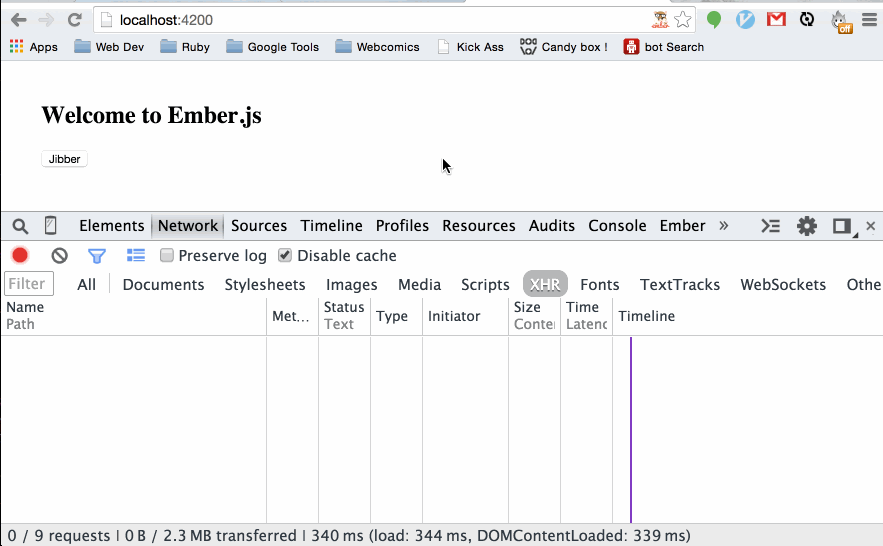 localhost:4200
Apps Web Dev Ruby Google Tools Webcomics Kick Ass Candy box ! bot Search
off
Welcome to Ember.js
Jibber
Elements Network Sources Timeline Profiles Resources Audits Console Ember »
Preserve log Disable cache
Filter All Documents Stylesheets Images Media Scripts XHR Fonts TextTracks WebSockets Othe
Name Met... Status Type Initiator Size Time Timeline
Path Text Conte Latenc
0 / 9 requests | 0 B / 2.3 MB transferred | 340 ms (load: 344 ms, DOMContentLoaded: 339 ms)